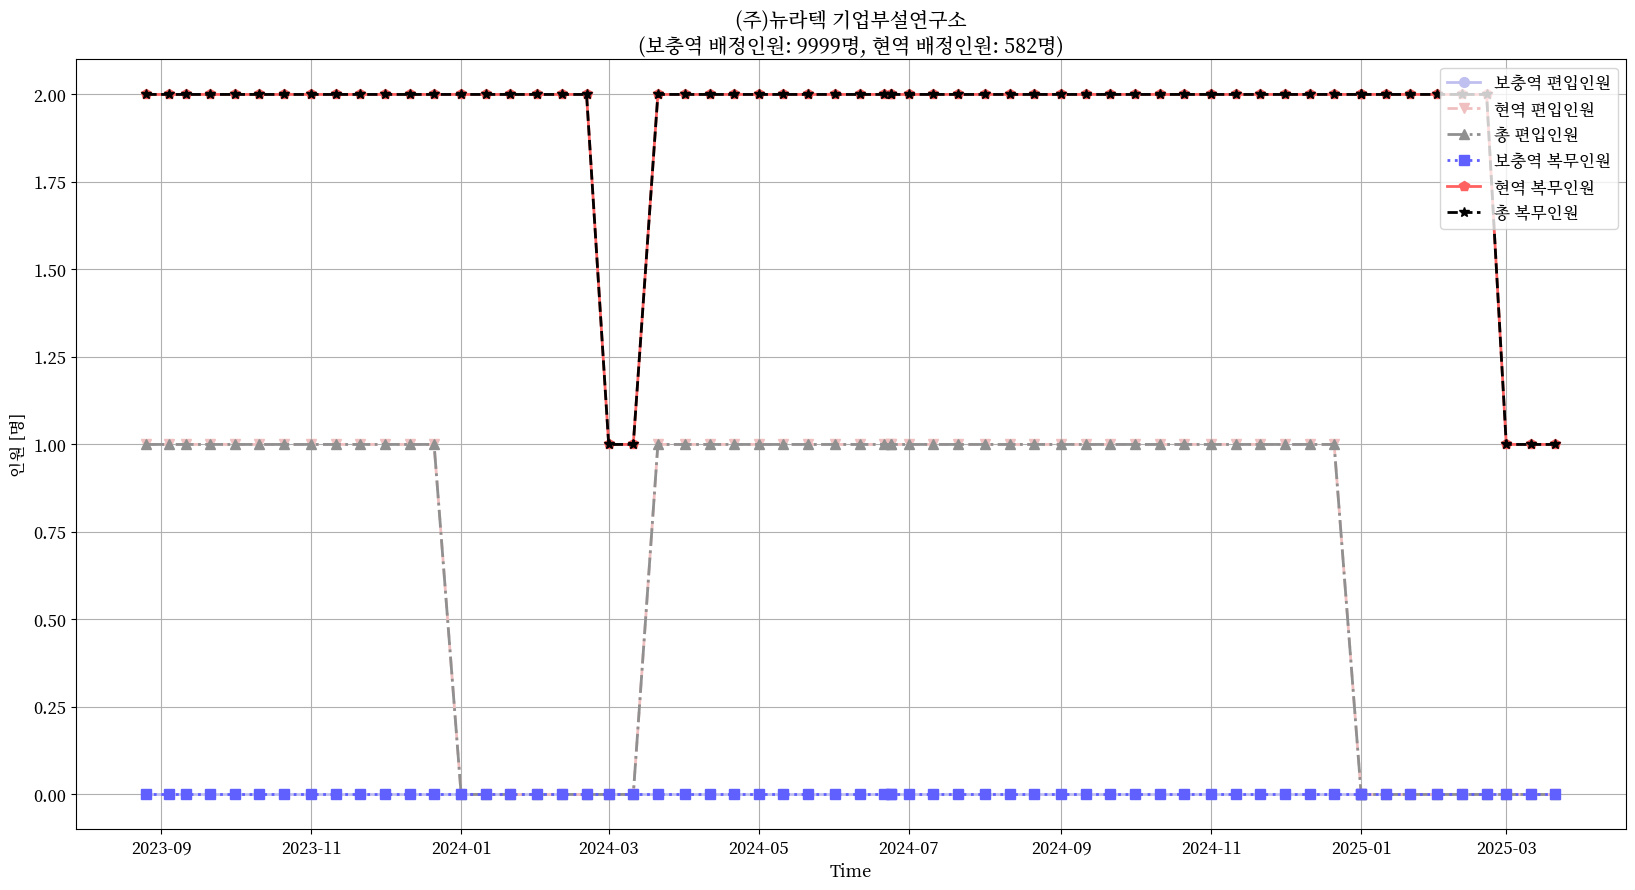 (주)뉴라텍 기업부설연구소
(보충역 배정인원: 9999명, 현역 배정인원: 582명)
보충역 편입인원
현역 편입인원
총 편입인원
보충역 복무인원
현역 복무인원
총 복무인원
인원 [명]
2.00
1.75
1.50
1.25
1.00
0.75
0.50
0.25
0.00
2023-09
2023-11
2024-01
2024-03
2024-05
2024-07
2024-09
2024-11
2025-01
2025-03
Time